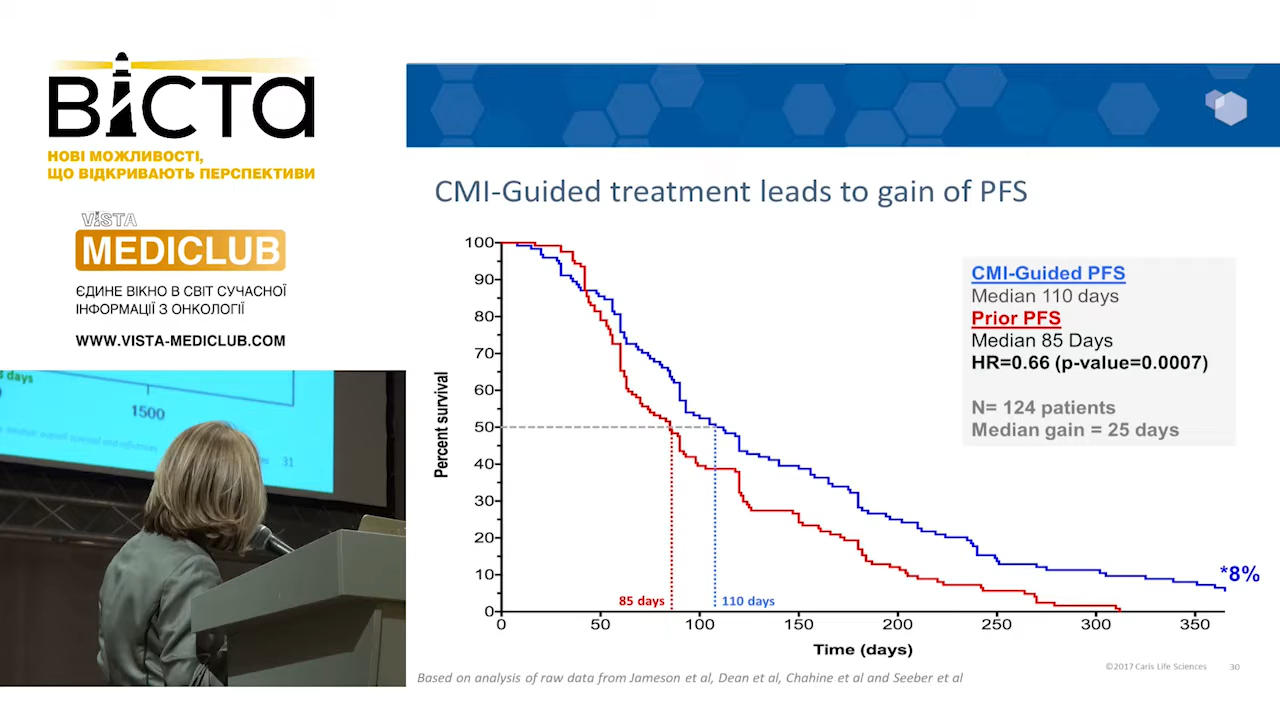 ВІСТА
НОВІ МОЖЛИВОСТІ,
ЩО ВІДКРИВАЮТЬ ПЕРСПЕКТИВИ
VISTA
MEDICLUB
ЄДИНЕ ВІКНО В СВІТ СУЧАСНОЇ
ІНФОРМАЦІЇ З ОНКОЛОГІЇ
WWW.VISTA-MEDICLUB.COM
days
1500
31
CMI-Guided treatment leads to gain of PFS
Percent survival
100
90
80
70
60
50
40
30
20
10
0
0 50 100 150 200 250 300 350
Time (days)
85 days
110 days
*8%
CMI-Guided PFS
Median 110 days
Prior PFS
Median 85 Days
HR=0.66 (p-value=0.0007)
N= 124 patients
Median gain = 25 days
©2017 Caris Life Sciences 30
Based on analysis of raw data from Jameson et al, Dean et al, Chahine et al and Seeber et al